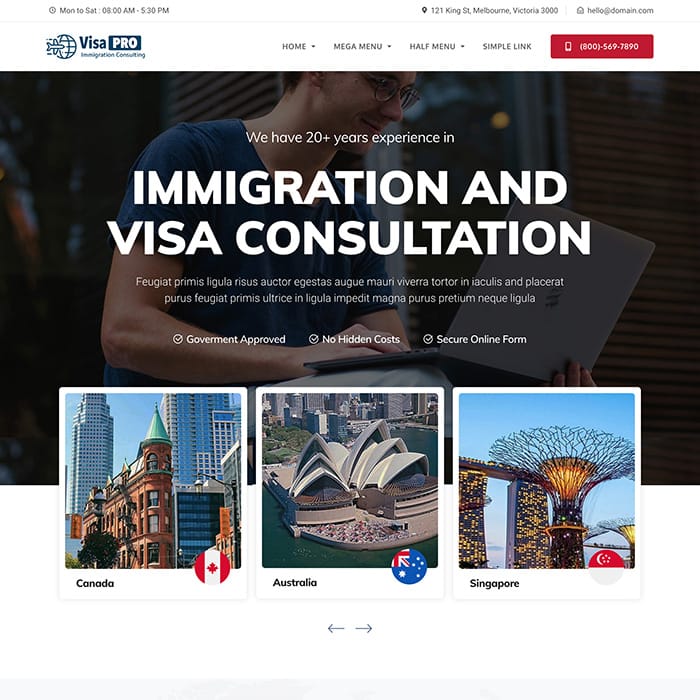 Mon to Sat : 08:00 AM - 5:30 PM
121 King St, Melbourne, Victoria 3000
hello@domain.com
Visa PRO
Immigration Consulting
HOME
MEGA MENU
HALF MENU
SIMPLE LINK
(800)-569-7890
We have 20+ years experience in
IMMIGRATION AND
VISA CONSULTATION
Feugiat primis ligula risus auctor egestas augue mauri viverra tortor in iaculis and placerat
purus feugiat primis ultrice in ligula impedit magna purus pretium neque ligula
Goverment Approved
No Hidden Costs
Secure Online Form
Canada
Australia
Singapore